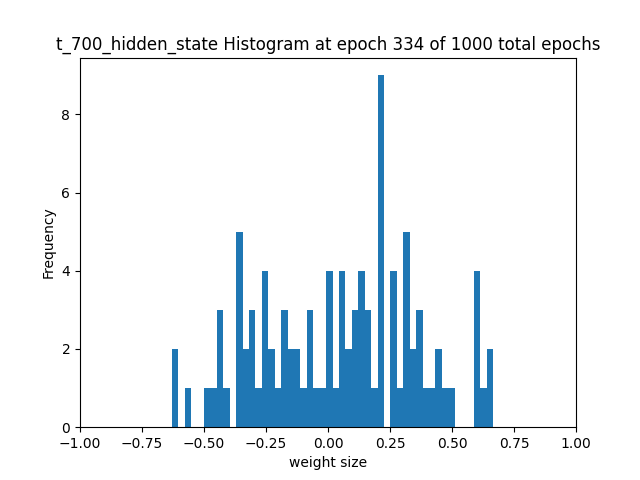 t_700_hidden_state Histogram at epoch 334 of 1000 total epochs
Frequency
8
6
4
2
0
−1.00 −0.75 −0.50 −0.25 0.00 0.25 0.50 0.75 1.00
weight size